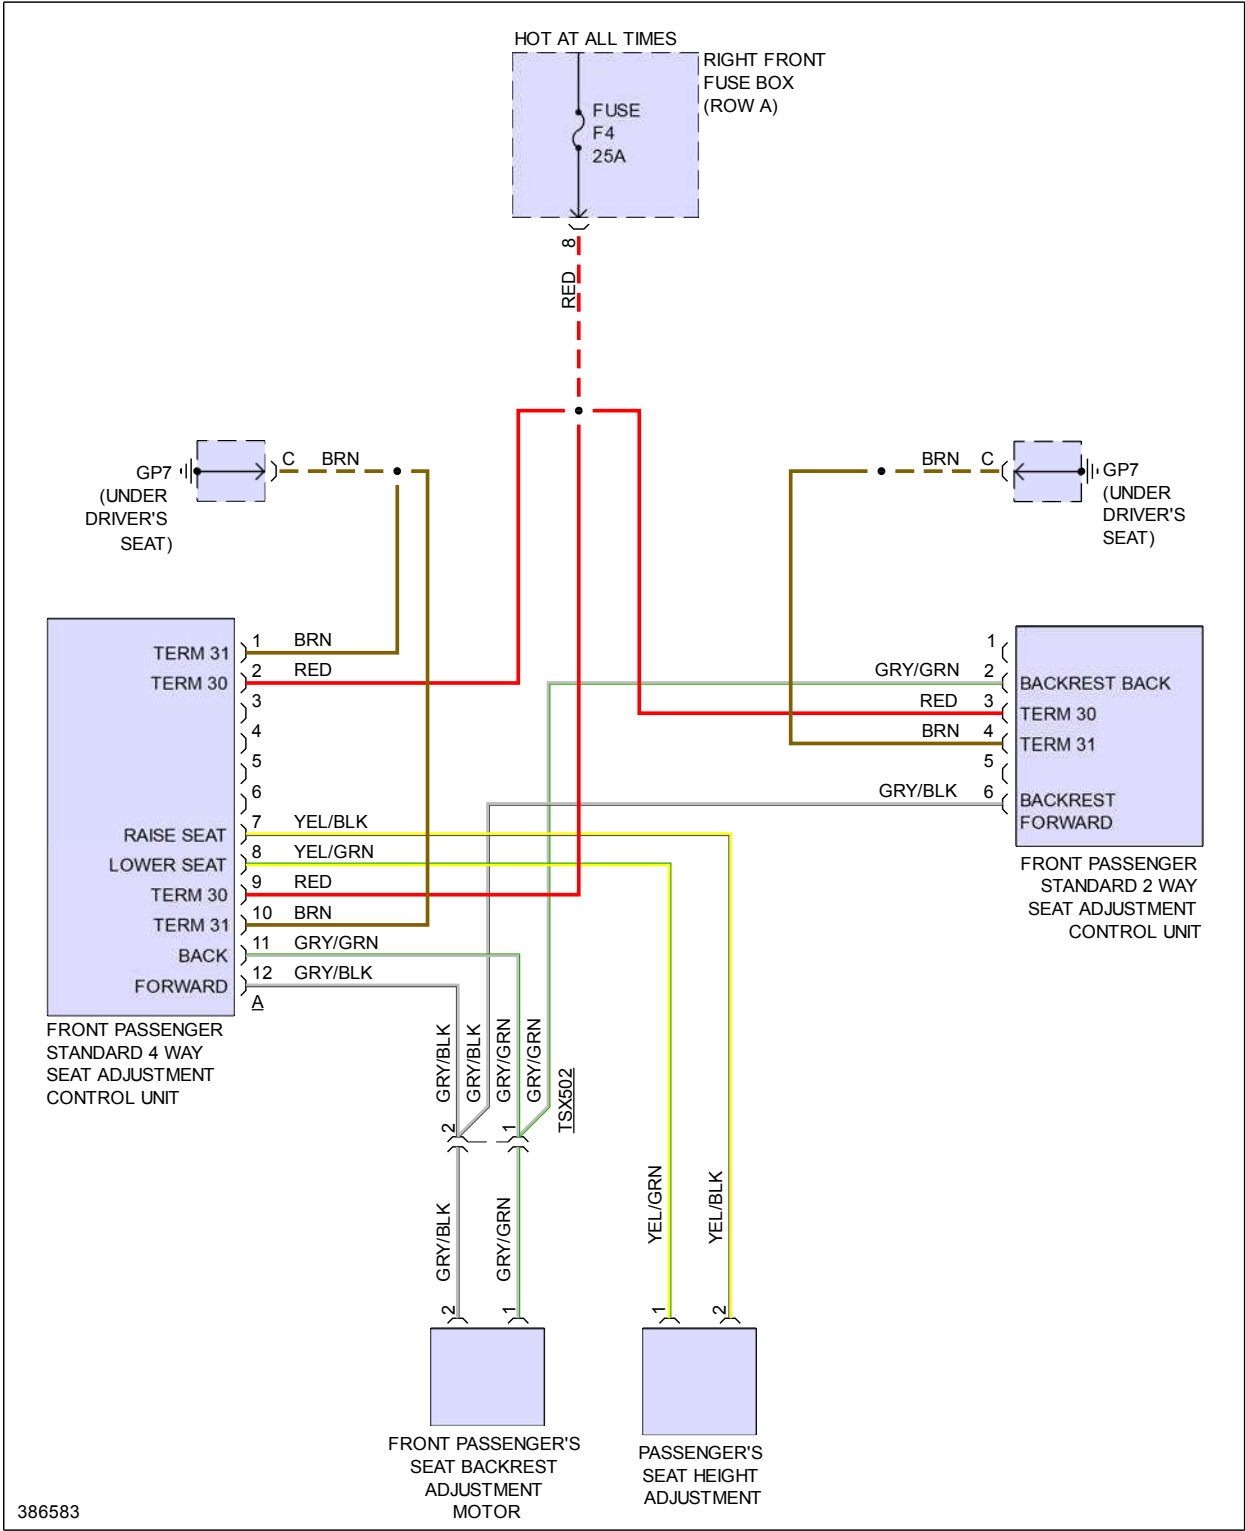 HOT AT ALL TIMES
RIGHT FRONT
FUSE BOX
(ROW A)
FUSE
F4
25A
8
RED
GP7
(UNDER
DRIVER'S
SEAT)
C
BRN
BRN
C
GP7
(UNDER
DRIVER'S
SEAT)
TERM 31
1
BRN
TERM 30
2
RED
3
4
5
6
RAISE SEAT
7
YEL/BLK
LOWER SEAT
8
YEL/GRN
TERM 30
9
RED
TERM 31
10
BRN
BACK
11
GRY/GRN
FORWARD
12
GRY/BLK
A
FRONT PASSENGER
STANDARD 4 WAY
SEAT ADJUSTMENT
CONTROL UNIT
1
GRY/GRN
2
BACKREST BACK
RED
3
TERM 30
BRN
4
TERM 31
5
GRY/BLK
6
BACKREST
FORWARD
FRONT PASSENGER
STANDARD 2 WAY
SEAT ADJUSTMENT
CONTROL UNIT
GRY/BLK
GRY/BLK
GRY/GRN
GRY/GRN
TSX502
2
1
GRY/BLK
GRY/GRN
YEL/GRN
YEL/BLK
2
1
1
2
FRONT PASSENGER'S
SEAT BACKREST
ADJUSTMENT
MOTOR
PASSENGER'S
SEAT HEIGHT
ADJUSTMENT
386583